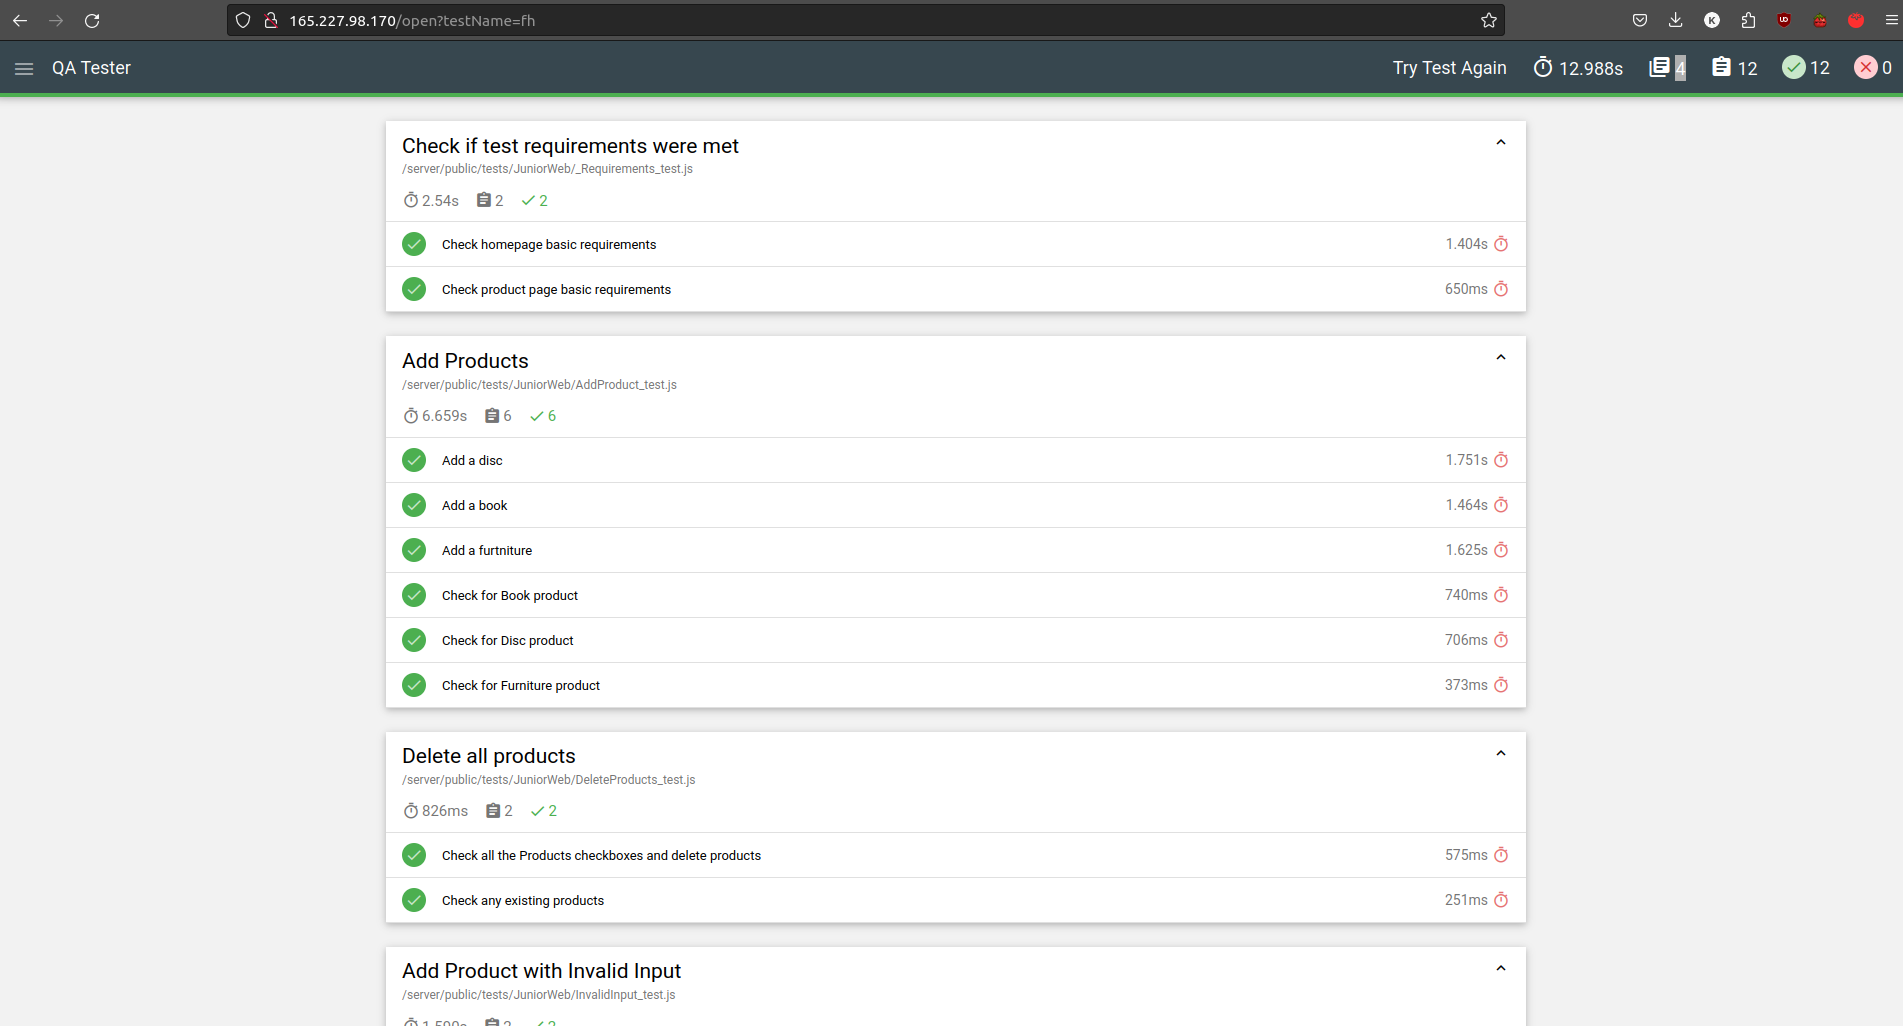 165.227.98.170/open?testName=fh
QA Tester
Try Test Again 12.988s 4 12 12 0
Check if test requirements were met
/server/public/tests/JuniorWeb/_Requirements_test.js
2.54s 2 2
Check homepage basic requirements 1.404s
Check product page basic requirements 650ms
Add Products
/server/public/tests/JuniorWeb/AddProduct_test.js
6.659s 6 6
Add a disc 1.751s
Add a book 1.464s
Add a furtniture 1.625s
Check for Book product 740ms
Check for Disc product 706ms
Check for Furniture product 373ms
Delete all products
/server/public/tests/JuniorWeb/DeleteProducts_test.js
826ms 2 2
Check all the Products checkboxes and delete products 575ms
Check any existing products 251ms
Add Product with Invalid Input
/server/public/tests/JuniorWeb/InvalidInput_test.js